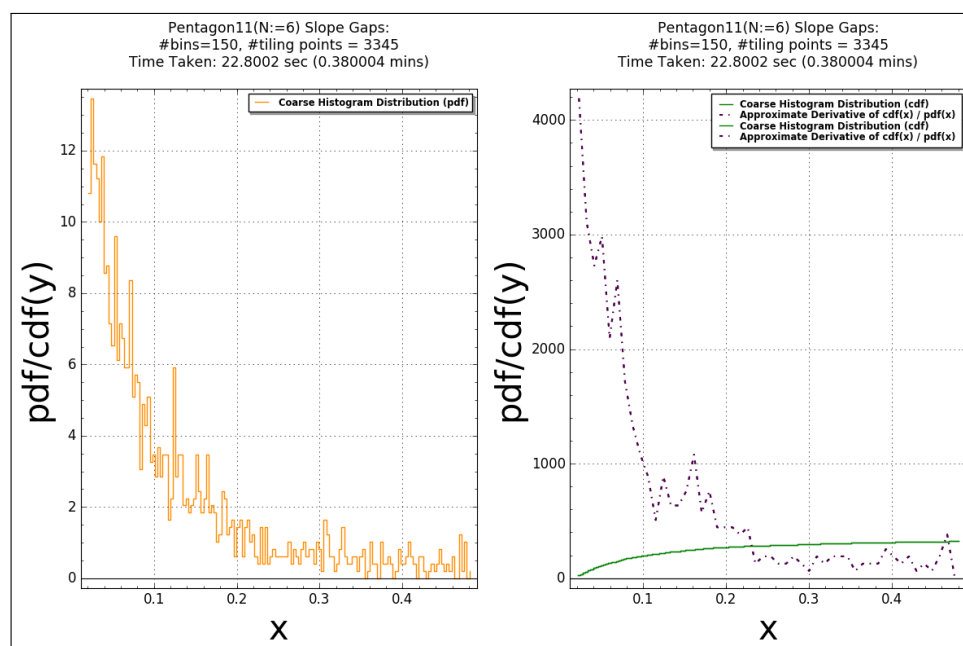 Pentagon11(N:=6) Slope Gaps:
#bins=150, #tiling points = 3345
Time Taken: 22.8002 sec (0.380004 mins)
Coarse Histogram Distribution (pdf)
12
10
8
6
4
2
0
0.1 0.2 0.3 0.4
pdf/cdf(y)
x
Pentagon11(N:=6) Slope Gaps:
#bins=150, #tiling points = 3345
Time Taken: 22.8002 sec (0.380004 mins)
Coarse Histogram Distribution (cdf)
Approximate Derivative of cdf(x) / pdf(x)
Coarse Histogram Distribution (cdf)
Approximate Derivative of cdf(x) / pdf(x)
4000
3000
2000
1000
0
0.1 0.2 0.3 0.4
pdf/cdf(y)
x